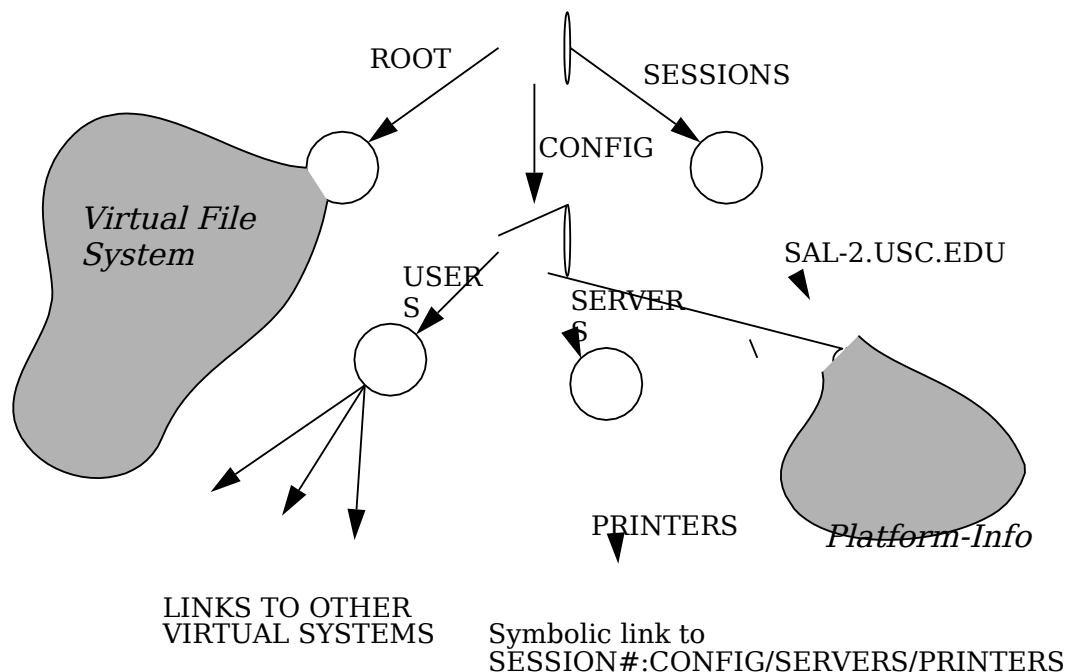 ROOT
SESSIONS
CONFIG
Virtual File
System
SAL-2.USC.EDU
USER
S
SERVER
S
PRINTERS
Platform-Info
LINKS TO OTHER
VIRTUAL SYSTEMS
Symbolic link to
SESSION#:CONFIG/SERVERS/PRINTERS